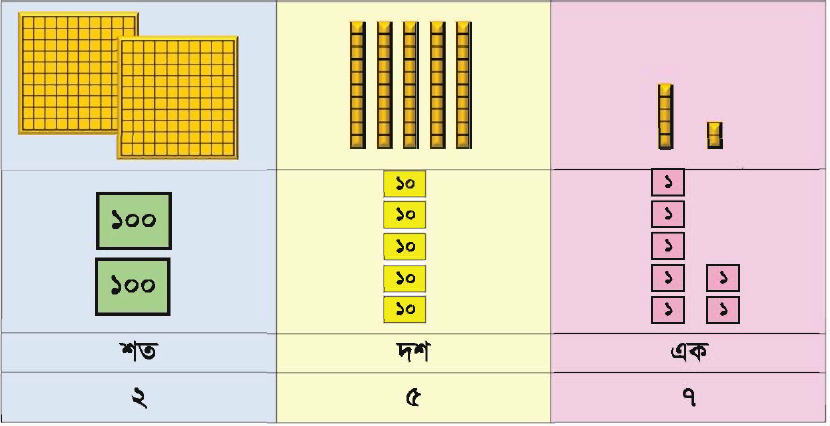 ১০ ১
১০০ ১০ ১
১০ ১
১০০ ১০ ১ ১
১০ ১ ১
শত দশ এক
২ ৫ ৭